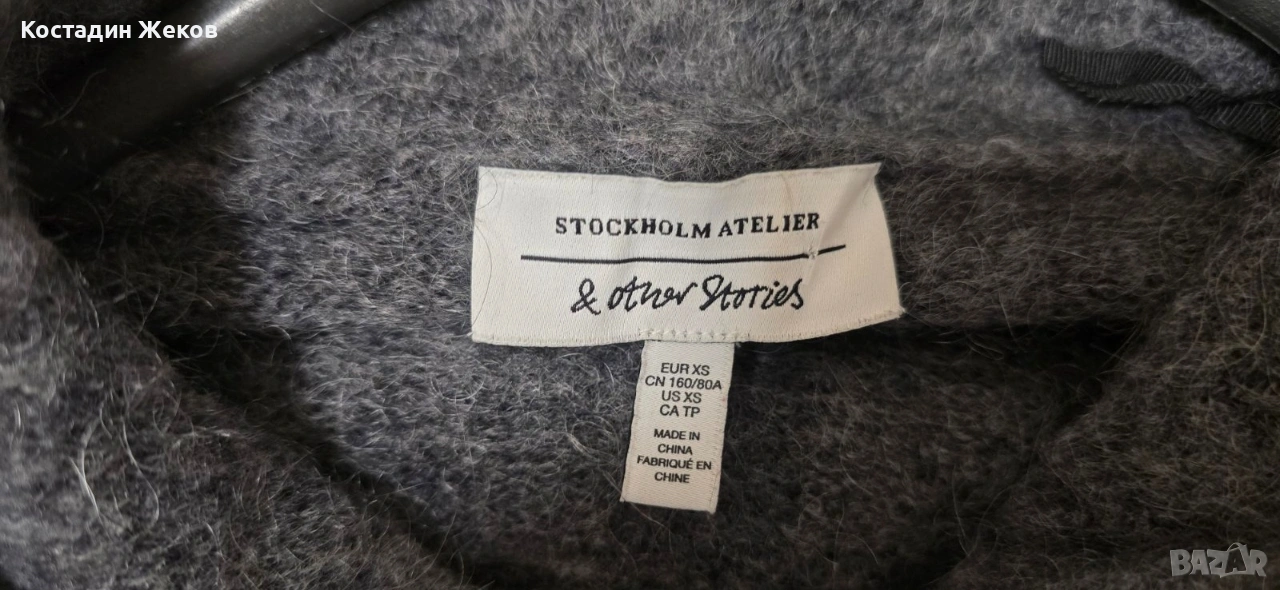 Костадин Жеков
STOCKHOLM ATELIER
& Other Stories
EUR XS
CN 160/80A
US XS
CA TP
MADE IN
CHINA
FABRIQUÉ EN
CHINE
BAZAR